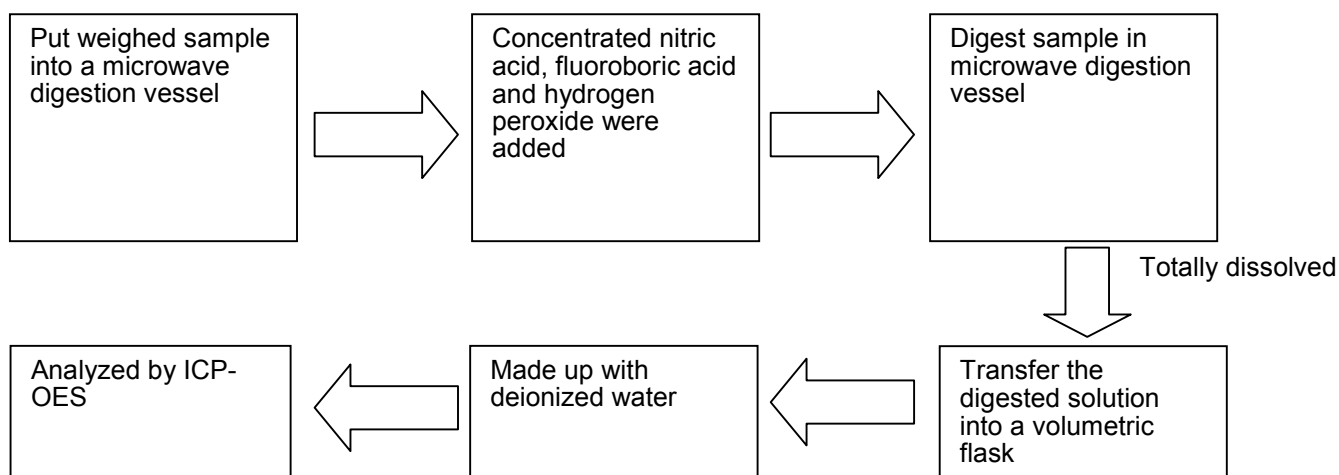 Put weighed sample
into a microwave
digestion vessel
Concentrated nitric
acid, fluoroboric acid
and hydrogen
peroxide were
added
Digest sample in
microwave digestion
vessel
Totally dissolved
Transfer the
digested solution
into a volumetric
flask
Made up with
deionized water
Analyzed by ICP-
OES